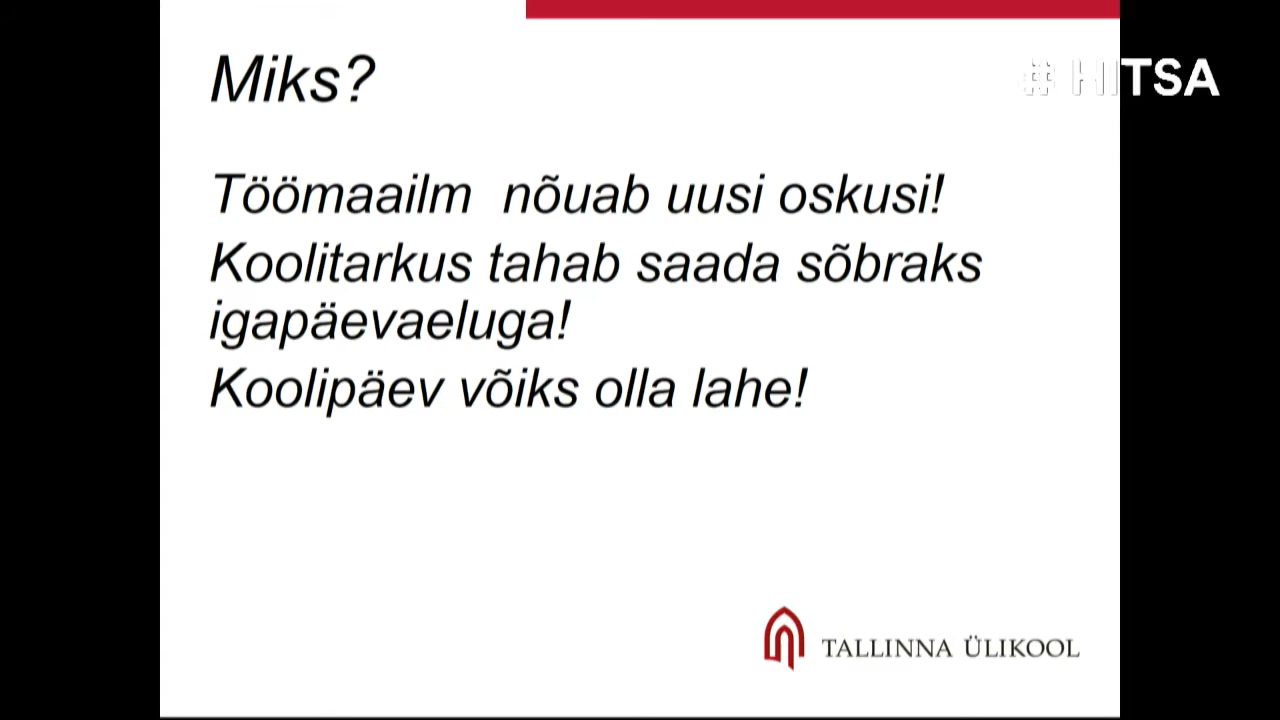 Miks?
# HITSA
Töömaailm nõuab uusi oskusi!
Koolitarkus tahab saada sõbraks
igapäevaeluga!
Koolipäev võiks olla lahe!
TALLINNA ÜLIKOOL